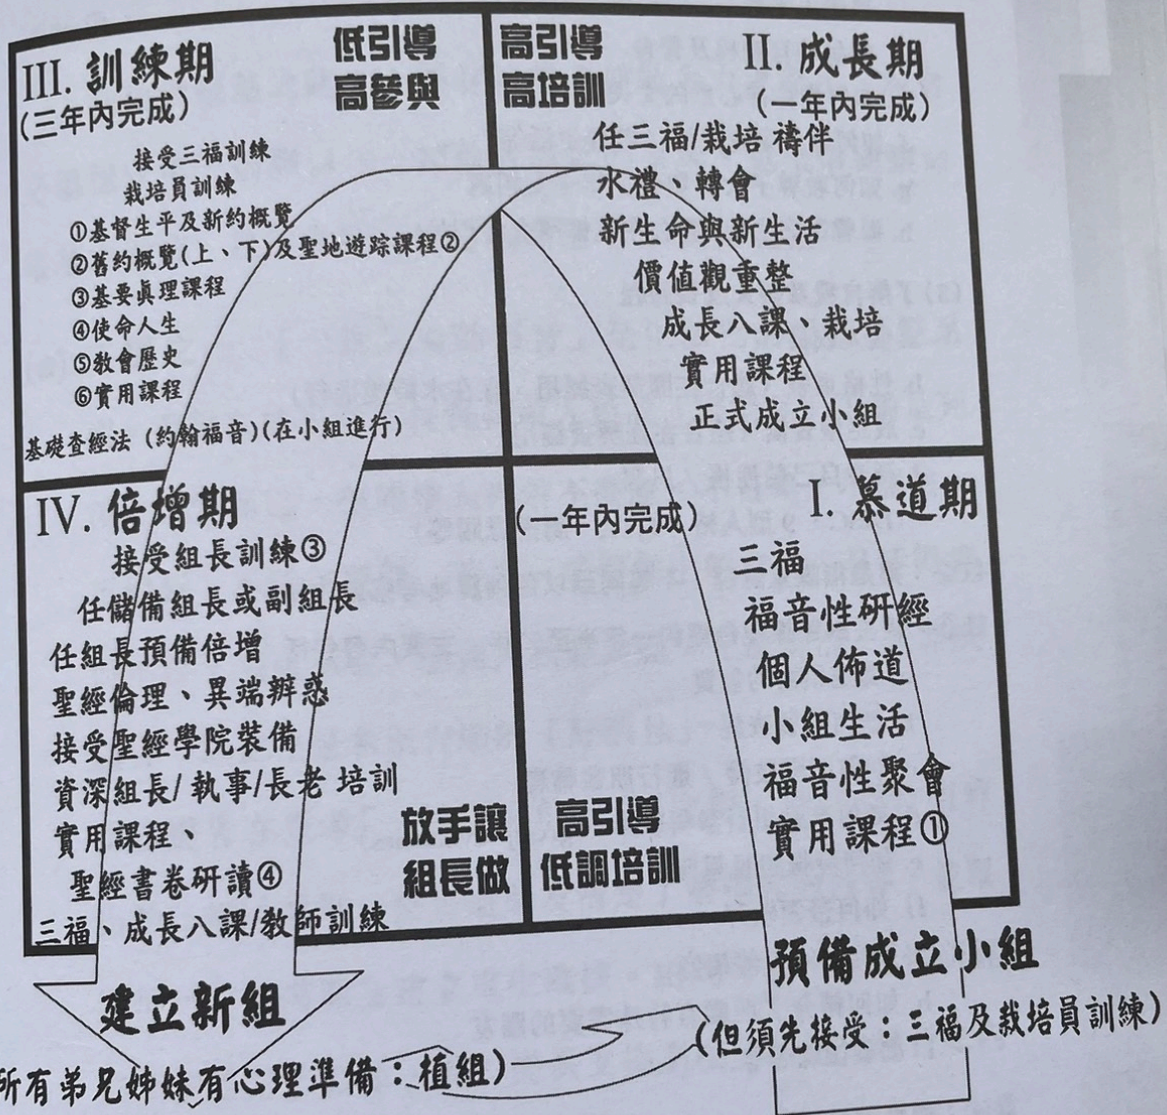 III. 訓練期
(三年內完成)
低引導
高參與
接受三福訓練
栽培員訓練
①基督生平及新約概覽
②舊約概覽(上、下)及聖地遊踪課程②
③基要眞理課程
④使命人生
⑤教會歷史
⑥實用課程
基礎查經法 (約翰福音)(在小組進行)
高引導
高培訓
II. 成長期
(一年內完成)
任三福/栽培 禱伴
水禮、轉會
新生命與新生活
價值觀重整
成長八課、栽培
實用課程
正式成立小組
IV. 倍增期
接受組長訓練③
任儲備組長或副組長
任組長預備倍增
聖經倫理、異端辨惑
接受聖經學院裝備
資深組長/ 執事/長老 培訓
實用課程、
聖經書卷研讀④
三福、成長八課/教師訓練
放手讓
組長做
I. 慕道期
(一年內完成)
三福
福音性研經
個人佈道
小組生活
福音性聚會
實用課程①
高引導
低調培訓
建立新組
所有弟兄姊妹有心理準備：植組)
預備成立小組
(但須先接受：三福及栽培員訓練)